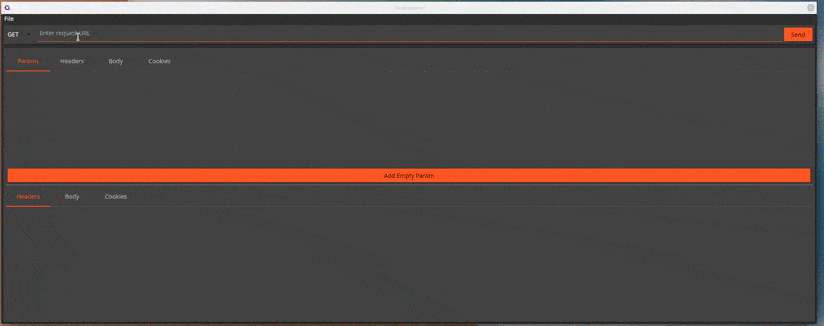 File
GET Enter request URL Send
Params Headers Body Cookies
Add Empty Param
Headers Body Cookies